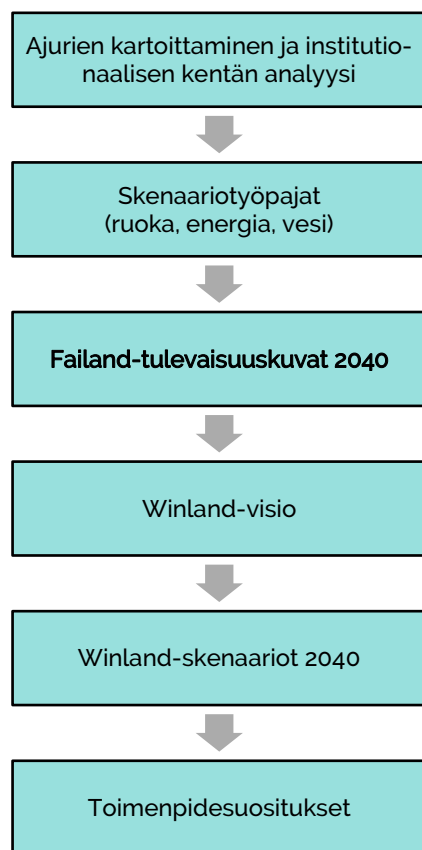 Ajurien kartoittaminen ja institutio-
naalisen kentän analyysi
Skenaariotyöpajat
(ruoka, energia, vesi)
Failand-tulevaisuuskuvat 2040
Winland-visio
Winland-skenaariot 2040
Toimenpidesuositukset